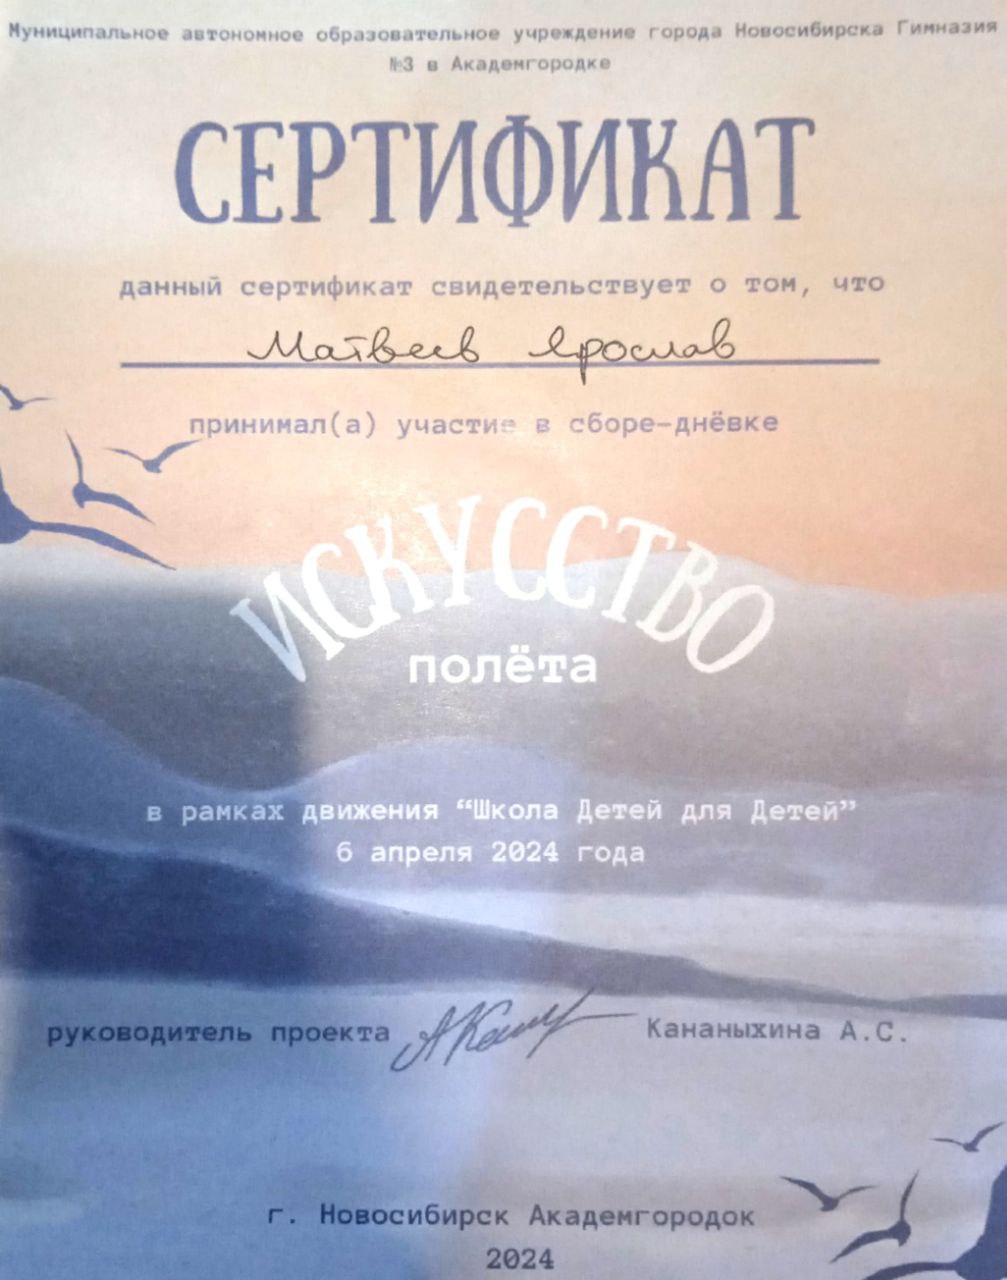 Муниципальное автономное образовательное учреждение города Новосибирска Гимназия
№3 в Академгородке
СЕРТИФИКАТ
данный сертификат свидетельствует о том, что
Матвеев Ярослав
принимал(а) участие в сборе-днёвке
ИСКУССТВО
полёта
в рамках движения “Школа Детей для Детей”
6 апреля 2024 года
руководитель проекта Кананыхина А.С.
г. Новосибирск Академгородок
2024